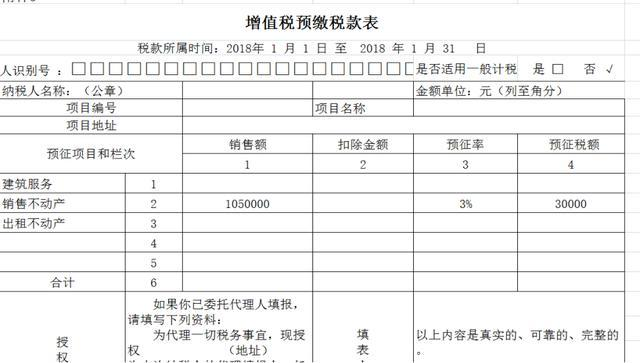 增值税预缴税款表
税款所属时间：2018年 1 月 1 日 至 2018 年 1 月 31 日
人识别号： 是否适用一般计税 是 □ 否 √
纳税人名称：（公章） 金额单位：元（列至角分）
项目编号 项目名称
项目地址
预征项目和栏次 销售额 扣除金额 预征率 预征税额
1 2 3 4
建筑服务 1
销售不动产 2 1050000 3% 30000
出租不动产 3
4
5
合计 6
授权
如果你已委托代理人填报，
请填写下列资料：
为代理一切税务事宜，现授
权 （地址）
填表
以上内容是真实的、可靠的、完整的
。